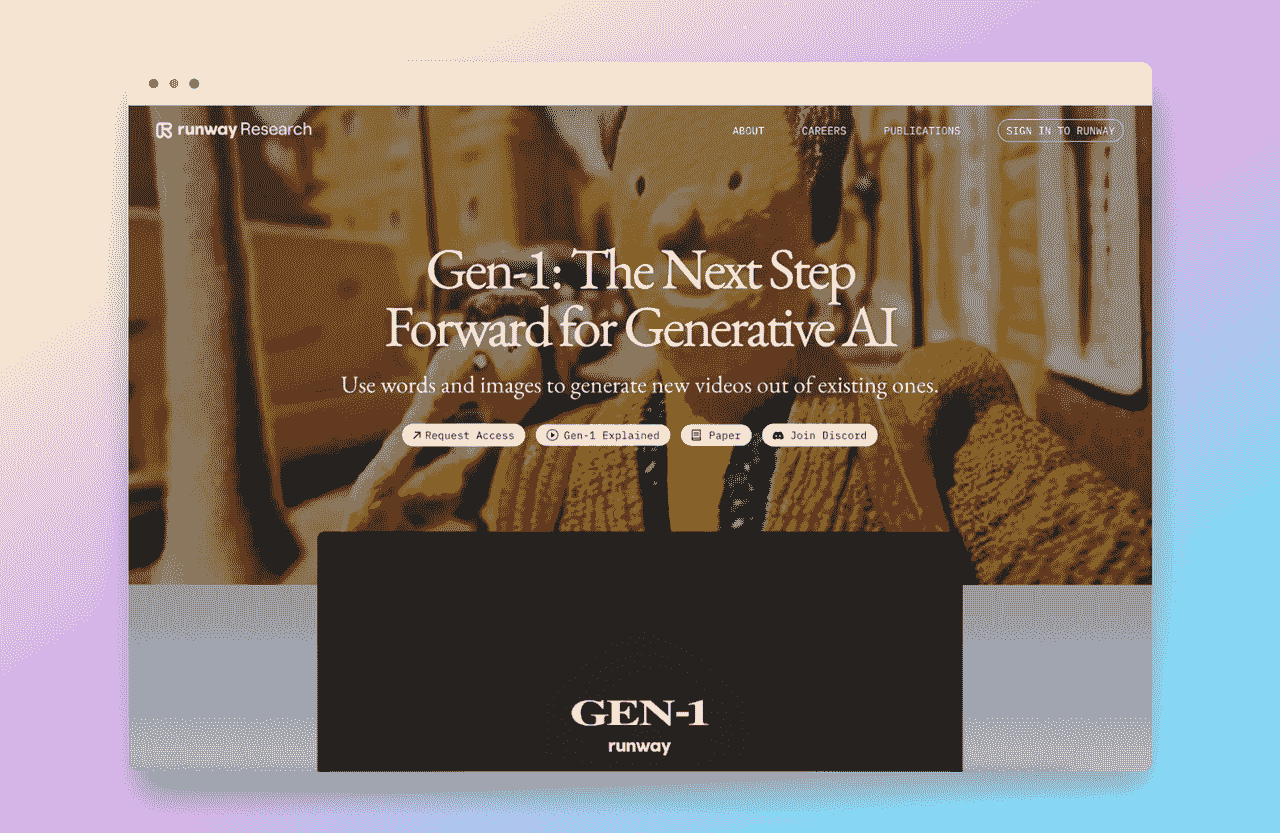 runway Research
ABOUT CAREERS PUBLICATIONS SIGN IN TO RUNWAY
Gen-1: The Next Step
Forward for Generative AI
Use words and images to generate new videos out of existing ones.
Request Access Gen-1 Explained Paper Join Discord
GEN-1
runway